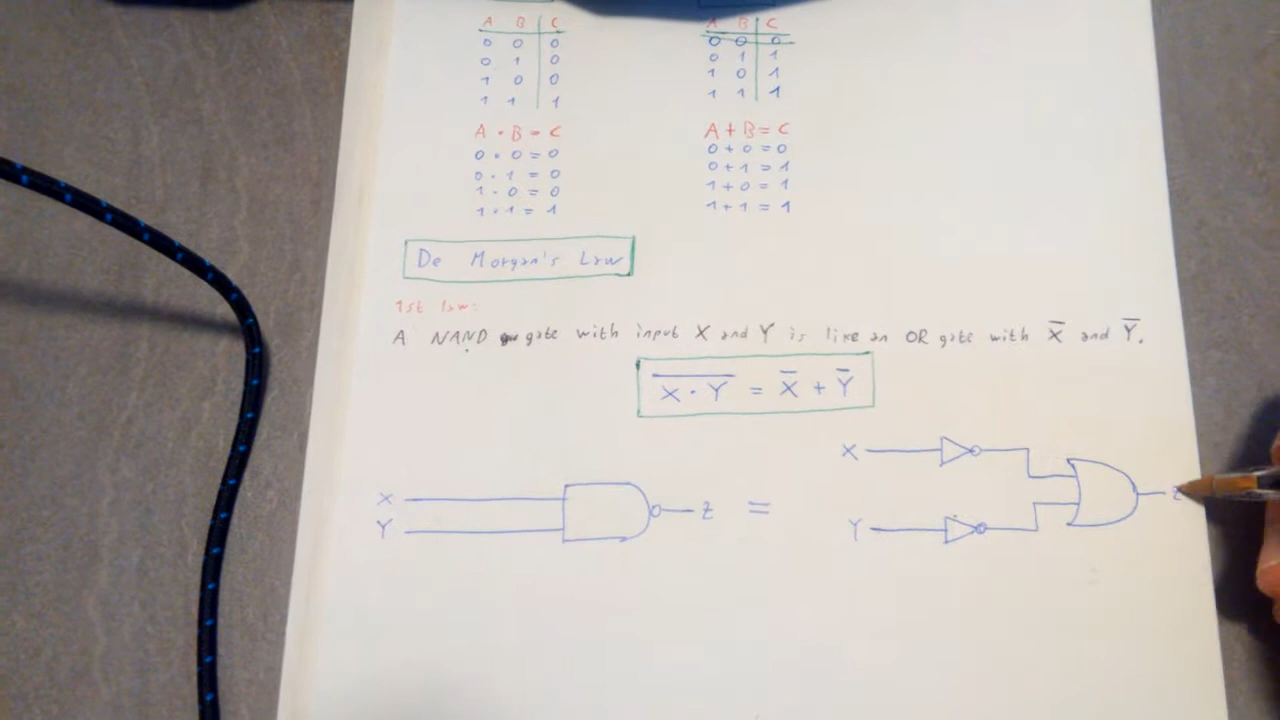 A B C
0 0 0
0 1 0
1 0 0
1 1 1
A • B = C
0 • 0 = 0
0 • 1 = 0
1 • 0 = 0
1 • 1 = 1
A B C
0 0 0
0 1 1
1 0 1
1 1 1
A + B = C
0 + 0 = 0
0 + 1 = 1
1 + 0 = 1
1 + 1 = 1
De Morgan's Law
1st law:
A NAND gate with input X and Y is like an OR gate with X̅ and Y̅.
X̅ ̅•̅ ̅Y̅ = X̅ + Y̅
X
Y
Z
=
X
Y
Z